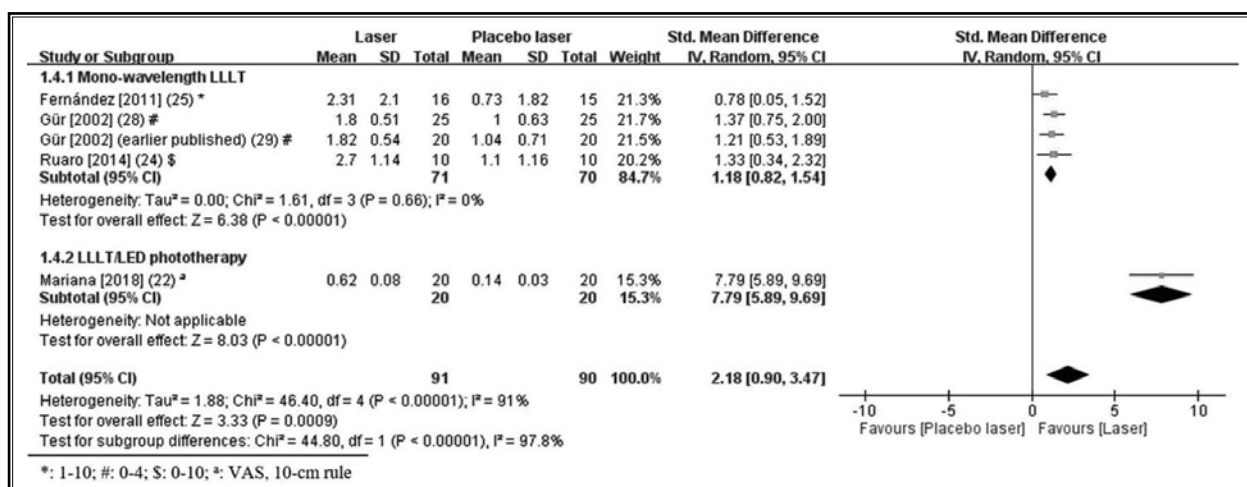 Laser Placebo laser Std. Mean Difference Std. Mean Difference
Study or Subgroup Mean SD Total Mean SD Total Weight IV, Random, 95% CI IV, Random, 95% CI
1.4.1 Mono-wavelength LLLT
Fernández [2011] (25) * 2.31 2.1 16 0.73 1.82 15 21.3% 0.78 [0.05, 1.52]
Gür [2002] (28) # 1.8 0.51 25 1 0.63 25 21.7% 1.37 [0.75, 2.00]
Gür [2002] (earlier published) (29) # 1.82 0.54 20 1.04 0.71 20 21.5% 1.21 [0.53, 1.89]
Ruaro [2014] (24) $ 2.7 1.14 10 1.1 1.16 10 20.2% 1.33 [0.34, 2.32]
Subtotal (95% CI) 71 70 84.7% 1.18 [0.82, 1.54]
Heterogeneity: Tau² = 0.00; Chi² = 1.61, df = 3 (P = 0.66); I² = 0%
Test for overall effect: Z = 6.38 (P < 0.00001)
1.4.2 LLLT/LED phototherapy
Mariana [2018] (22) ª 0.62 0.08 20 0.14 0.03 20 15.3% 7.79 [5.89, 9.69]
Subtotal (95% CI) 20 20 15.3% 7.79 [5.89, 9.69]
Heterogeneity: Not applicable
Test for overall effect: Z = 8.03 (P < 0.00001)
Total (95% CI) 91 90 100.0% 2.18 [0.90, 3.47]
Heterogeneity: Tau² = 1.88; Chi² = 46.40, df = 4 (P < 0.00001); I² = 91%
Test for overall effect: Z = 3.33 (P = 0.0009)
Test for subgroup differences: Chi² = 44.80, df = 1 (P < 0.00001), I² = 97.8%
-10 -5 0 5 10
Favours [Placebo laser] Favours [Laser]
*: 1-10; #: 0-4; $: 0-10; ª: VAS, 10-cm rule